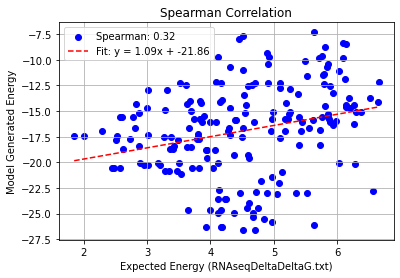 Spearman Correlation
Spearman: 0.32
Fit: y = 1.09x + -21.86
Model Generated Energy
-7.5
-10.0
-12.5
-15.0
-17.5
-20.0
-22.5
-25.0
-27.5
2 3 4 5 6
Expected Energy (RNAseqDeltaDeltaG.txt)